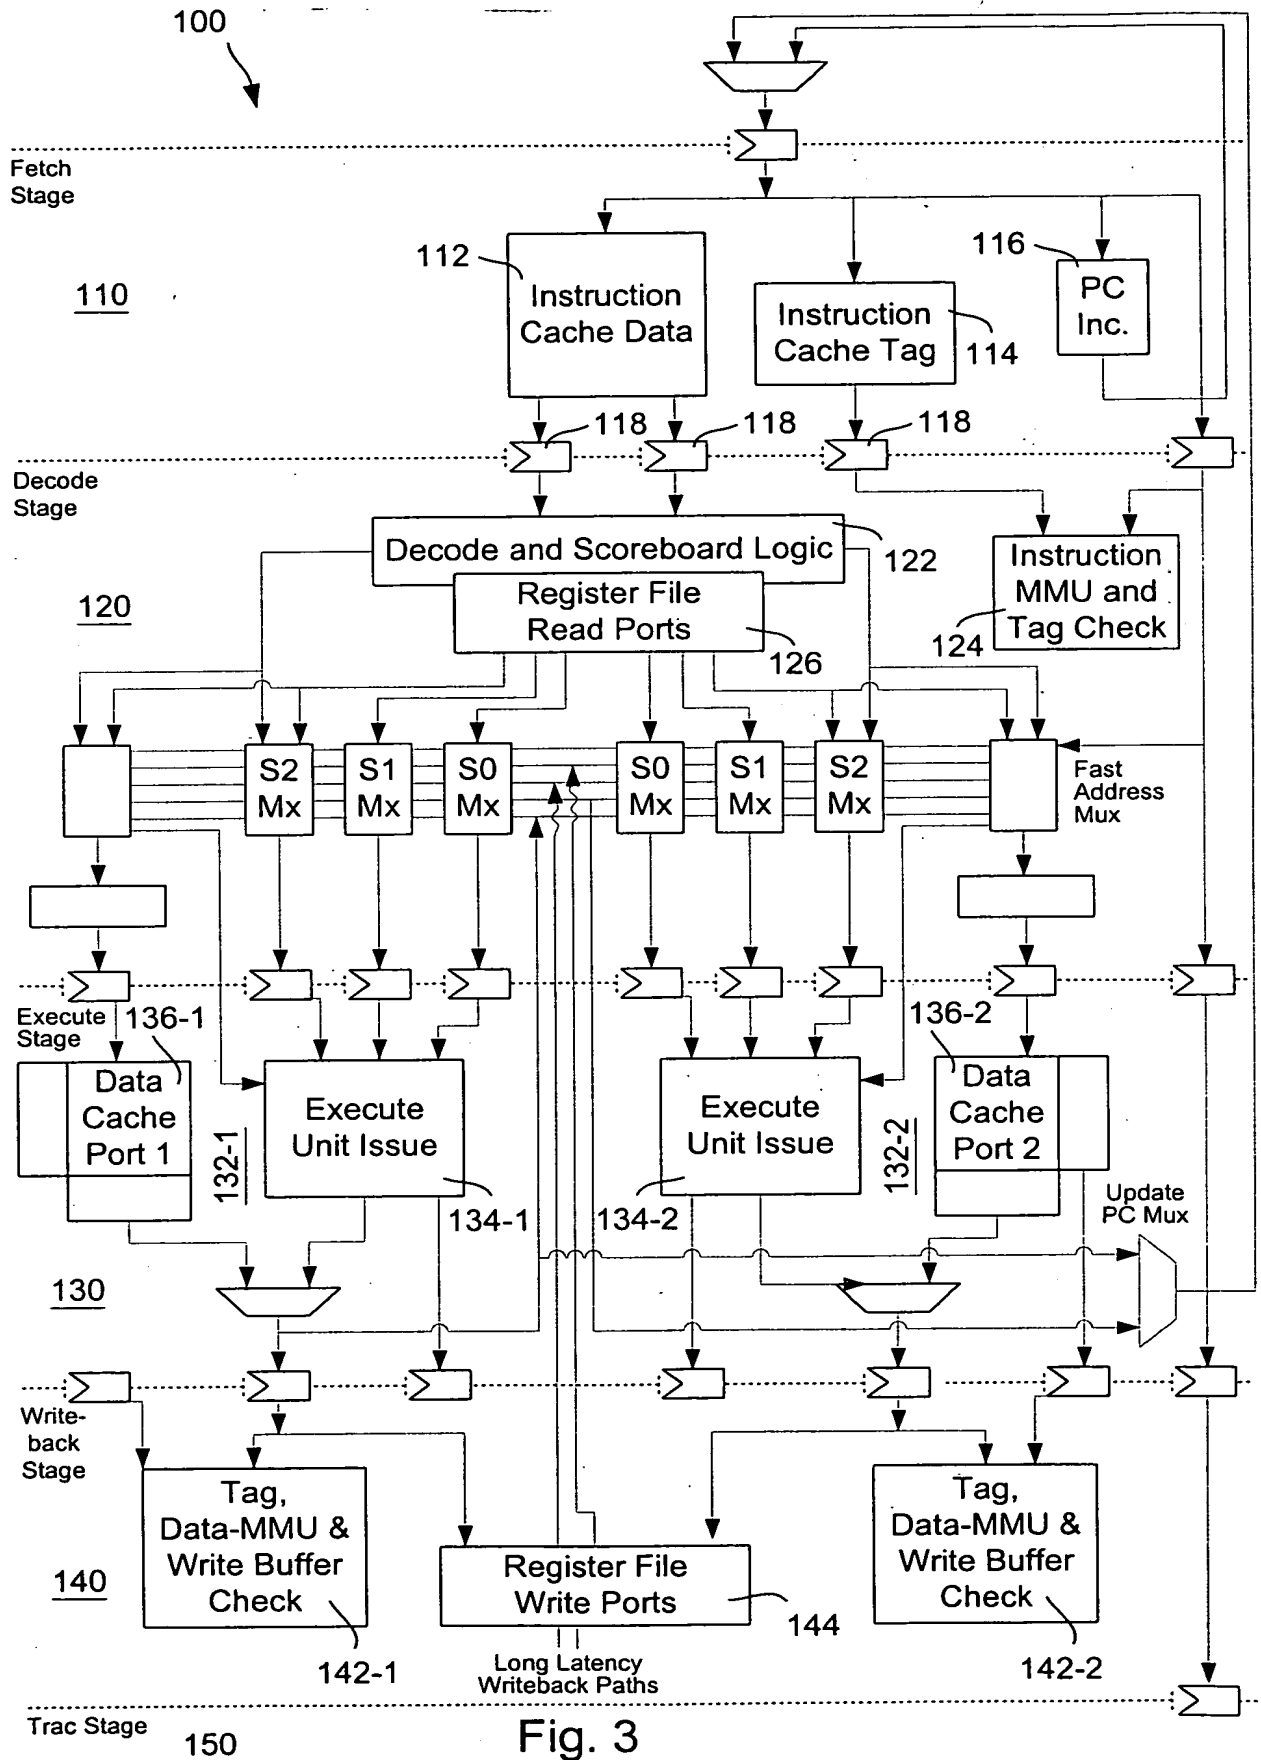 100
Fetch
Stage
110
112
Instruction
Cache Data
Instruction
Cache Tag
114
116
PC
Inc.
118
118
118
Decode
Stage
Decode and Scoreboard Logic
122
Register File
Read Ports
126
120
Instruction
MMU and
Tag Check
124
S2
Mx
S1
Mx
S0
Mx
S0
Mx
S1
Mx
S2
Mx
Fast
Address
Mux
Execute
Stage
136-1
Data
Cache
Port 1
132-1
Execute
Unit Issue
134-1
Execute
Unit Issue
134-2
132-2
136-2
Data
Cache
Port 2
Update
PC Mux
130
Write-
back
Stage
Tag,
Data-MMU &
Write Buffer
Check
142-1
Register File
Write Ports
144
Tag,
Data-MMU &
Write Buffer
Check
142-2
140
Long Latency
Writeback Paths
Trac Stage
150
Fig. 3